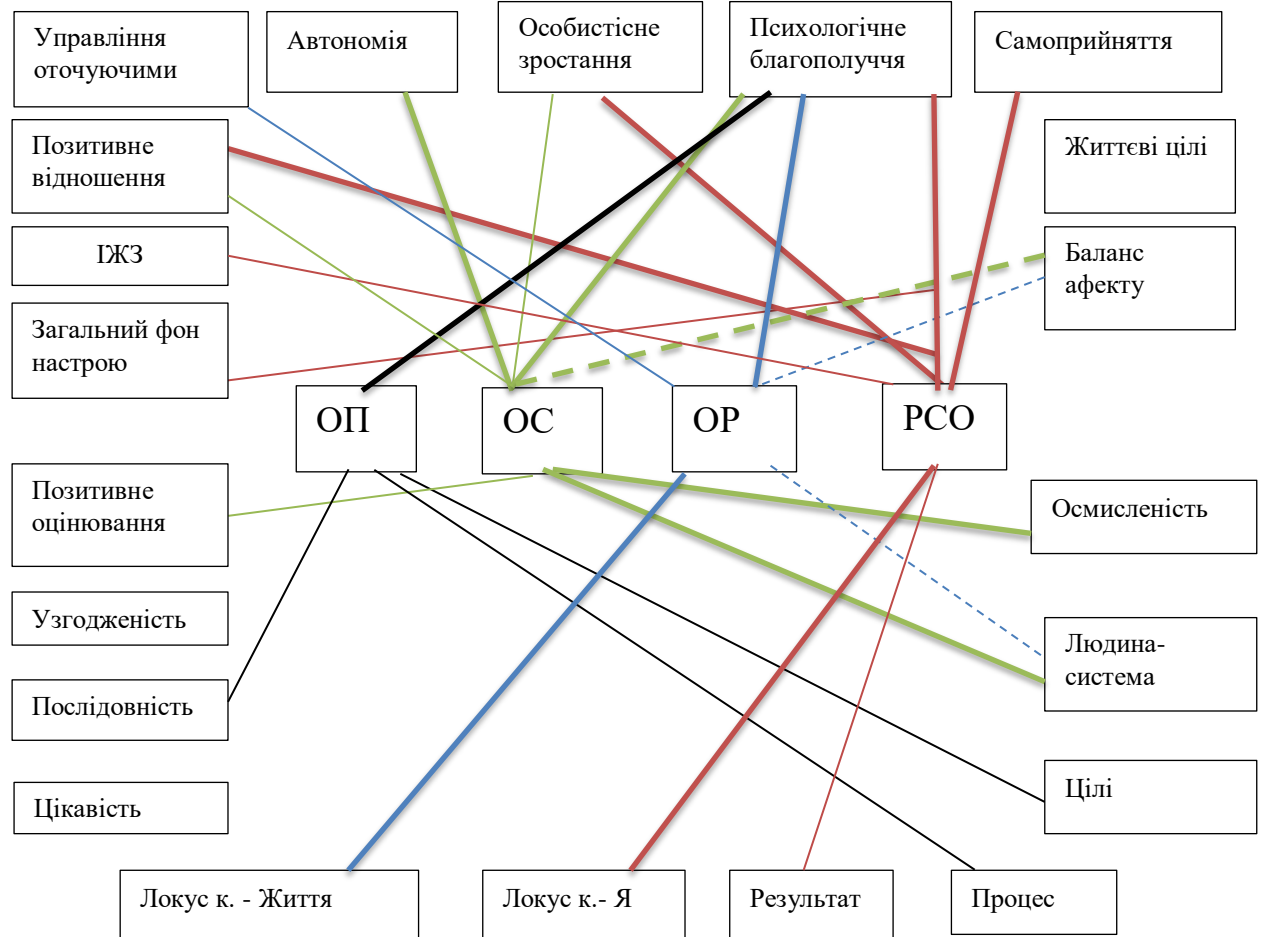 Управління
оточуючими
Автономія
Особистісне
зростання
Психологічне
благополуччя
Самоприйняття
Позитивне
відношення
Життєві цілі
ІЖЗ
Баланс
афекту
Загальний фон
настрою
ОП
ОС
ОР
РСО
Позитивне
оцінювання
Осмисленість
Узгодженість
Людина-
система
Послідовність
Цілі
Цікавість
Локус к. - Життя
Локус к.- Я
Результат
Процес